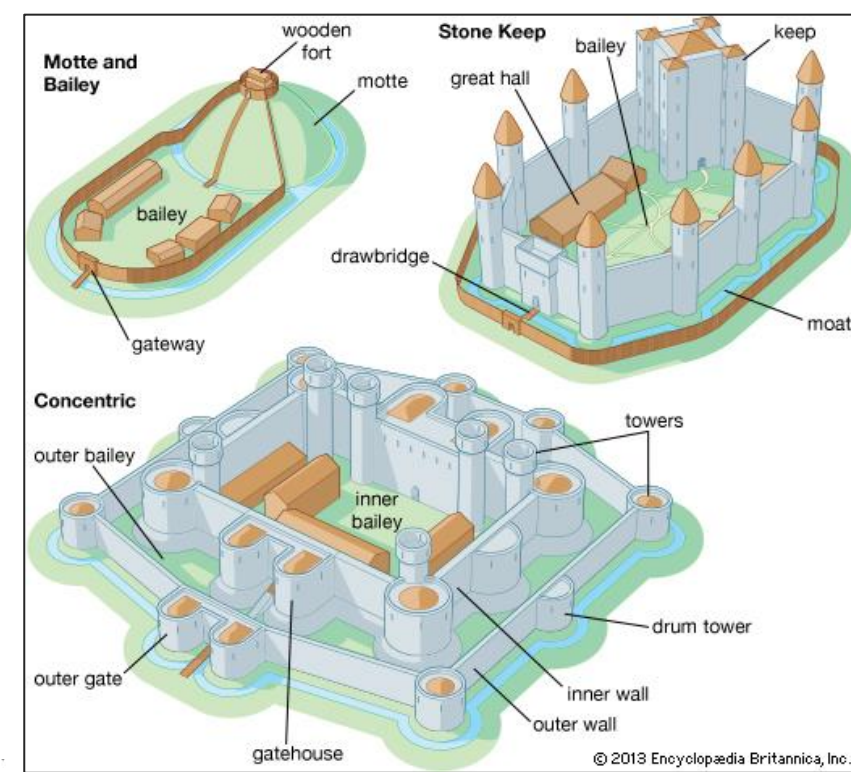 Motte and
Bailey
wooden
fort
motte
bailey
gateway
Stone Keep
bailey
keep
great hall
drawbridge
moat
Concentric
outer bailey
inner
bailey
towers
drum tower
inner wall
outer wall
outer gate
gatehouse
© 2013 Encyclopædia Britannica, Inc.